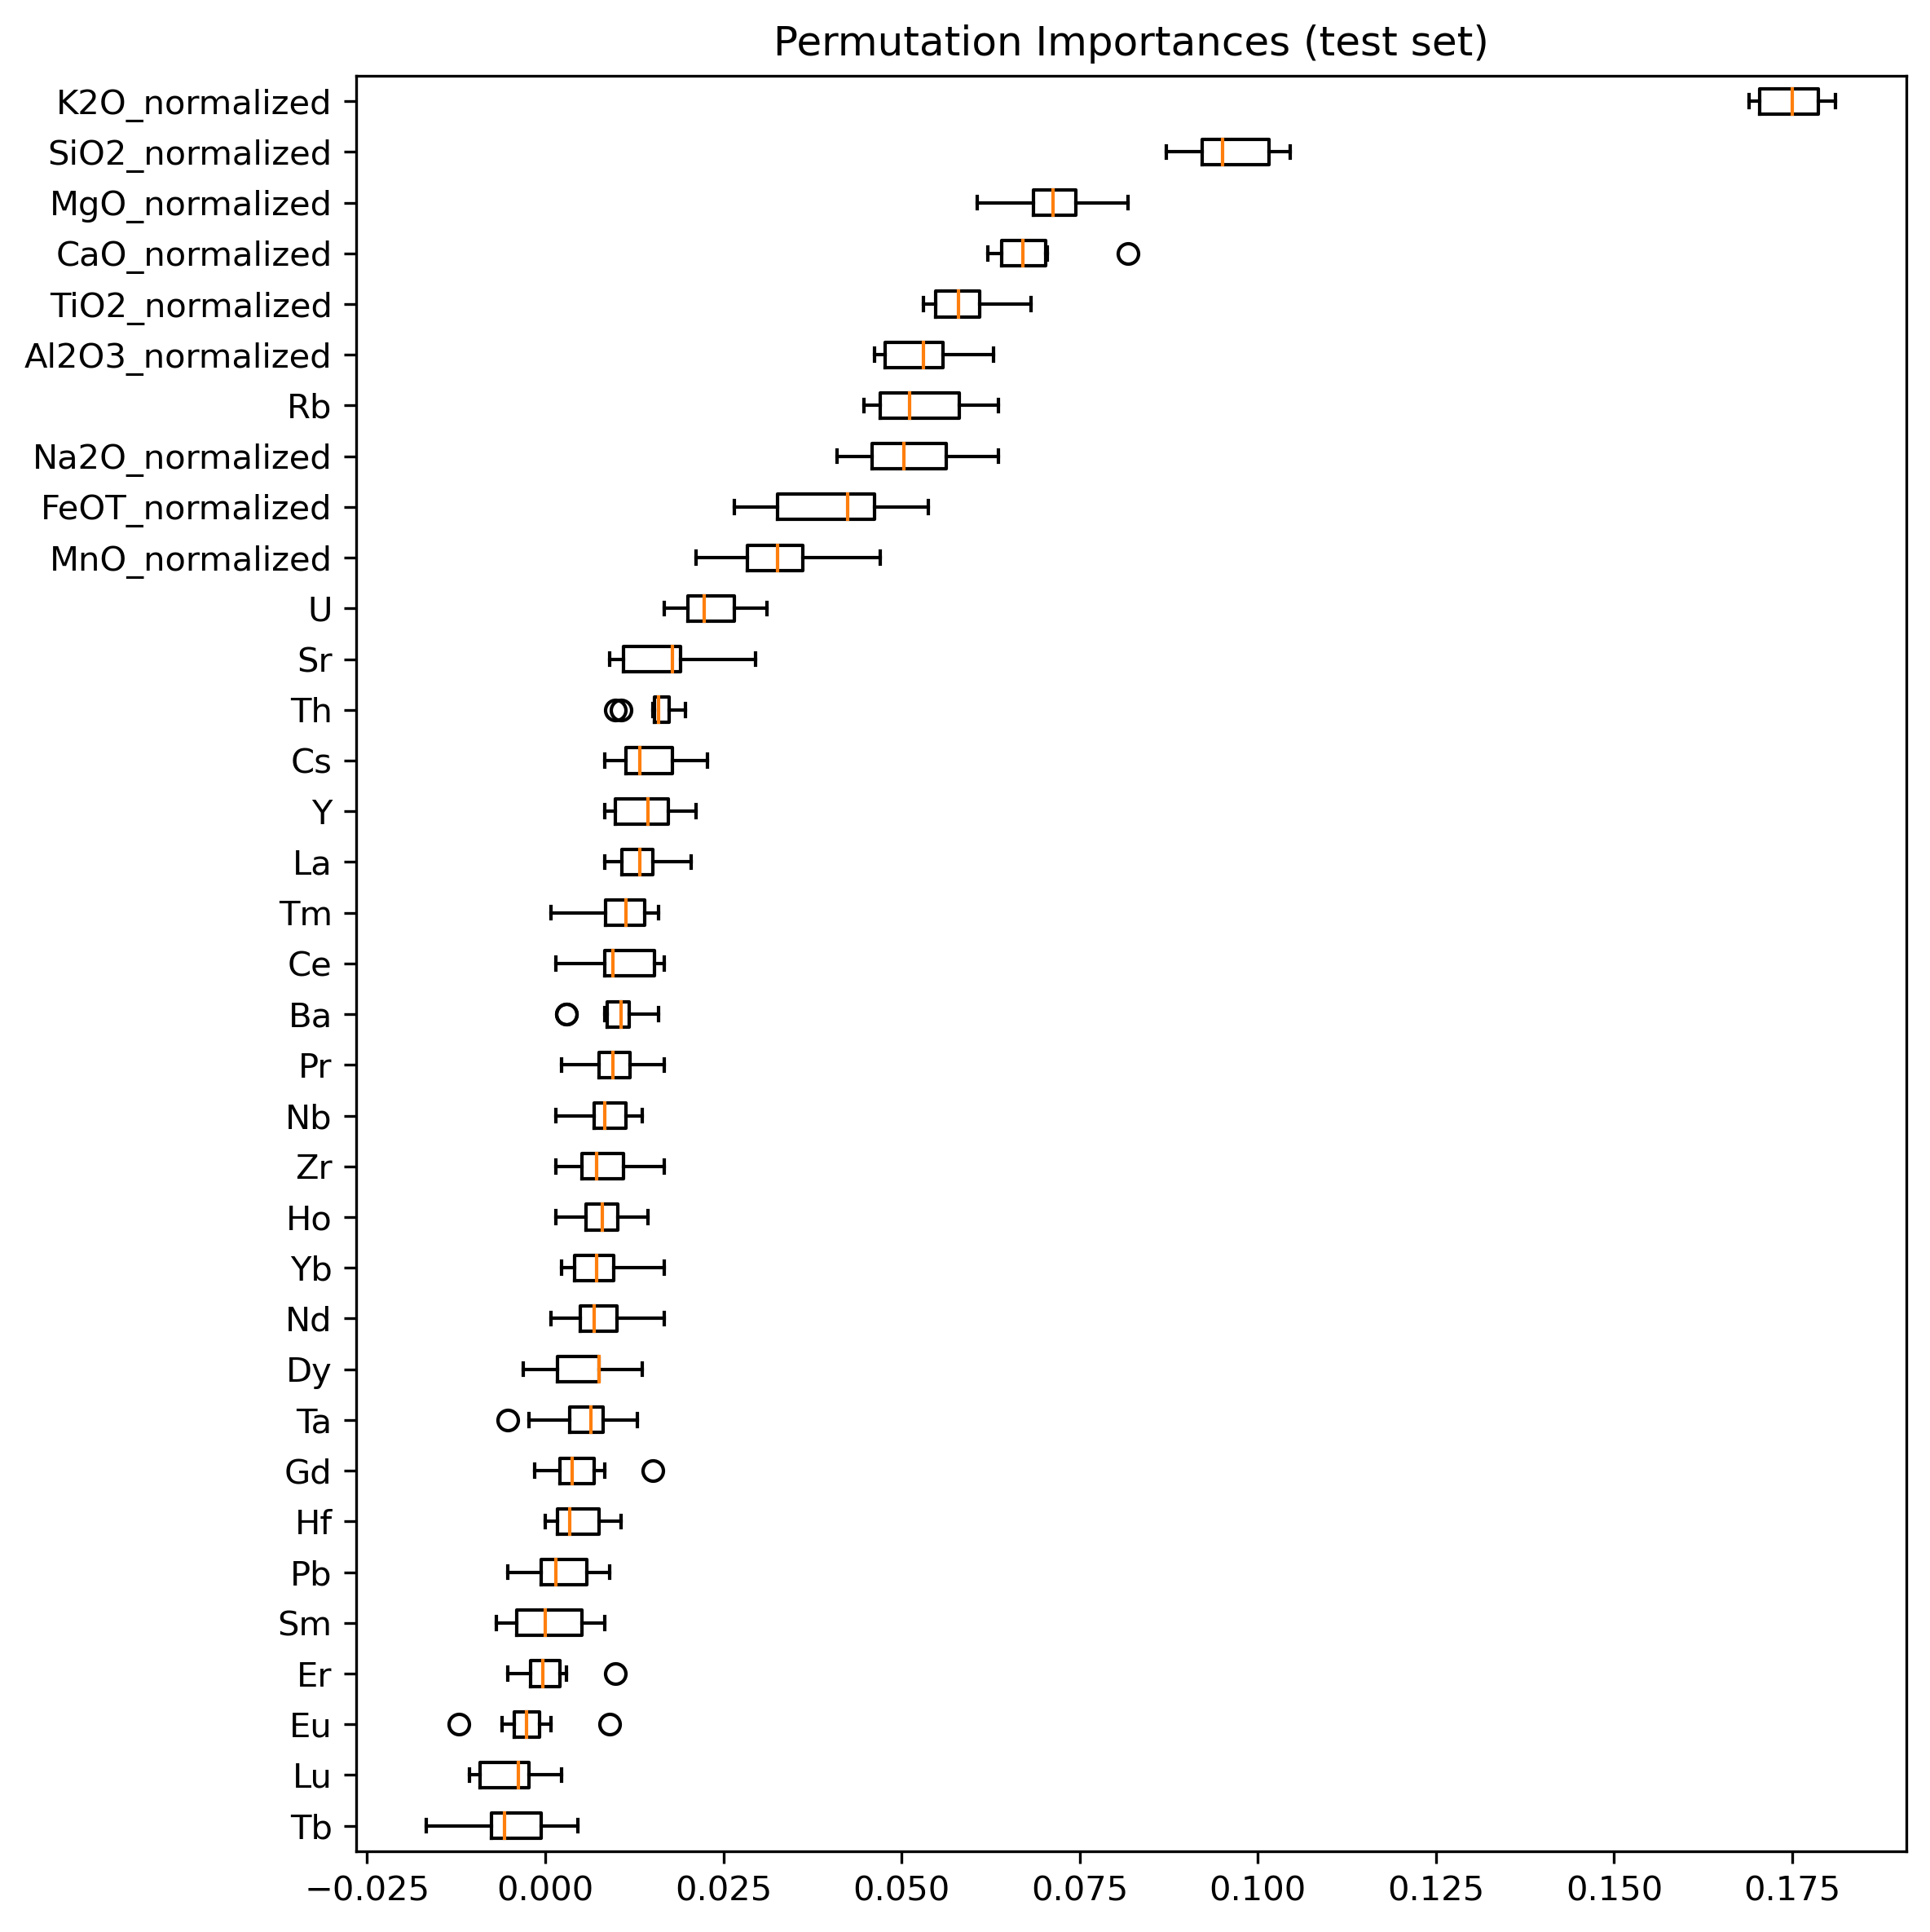 Permutation Importances (test set)
K2O_normalized
SiO2_normalized
MgO_normalized
CaO_normalized
TiO2_normalized
Al2O3_normalized
Rb
Na2O_normalized
FeOT_normalized
MnO_normalized
U
Sr
Th
Cs
Y
La
Tm
Ce
Ba
Pr
Nb
Zr
Ho
Yb
Nd
Dy
Ta
Gd
Hf
Pb
Sm
Er
Eu
Lu
Tb
−0.025 0.000 0.025 0.050 0.075 0.100 0.125 0.150 0.175